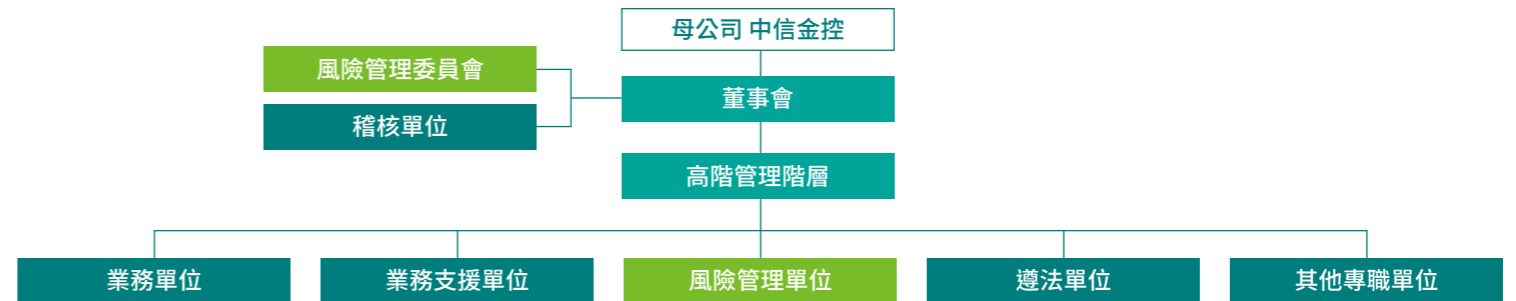 母公司 中信金控
風險管理委員會
董事會
稽核單位
高階管理階層
業務單位
業務支援單位
風險管理單位
遵法單位
其他專職單位